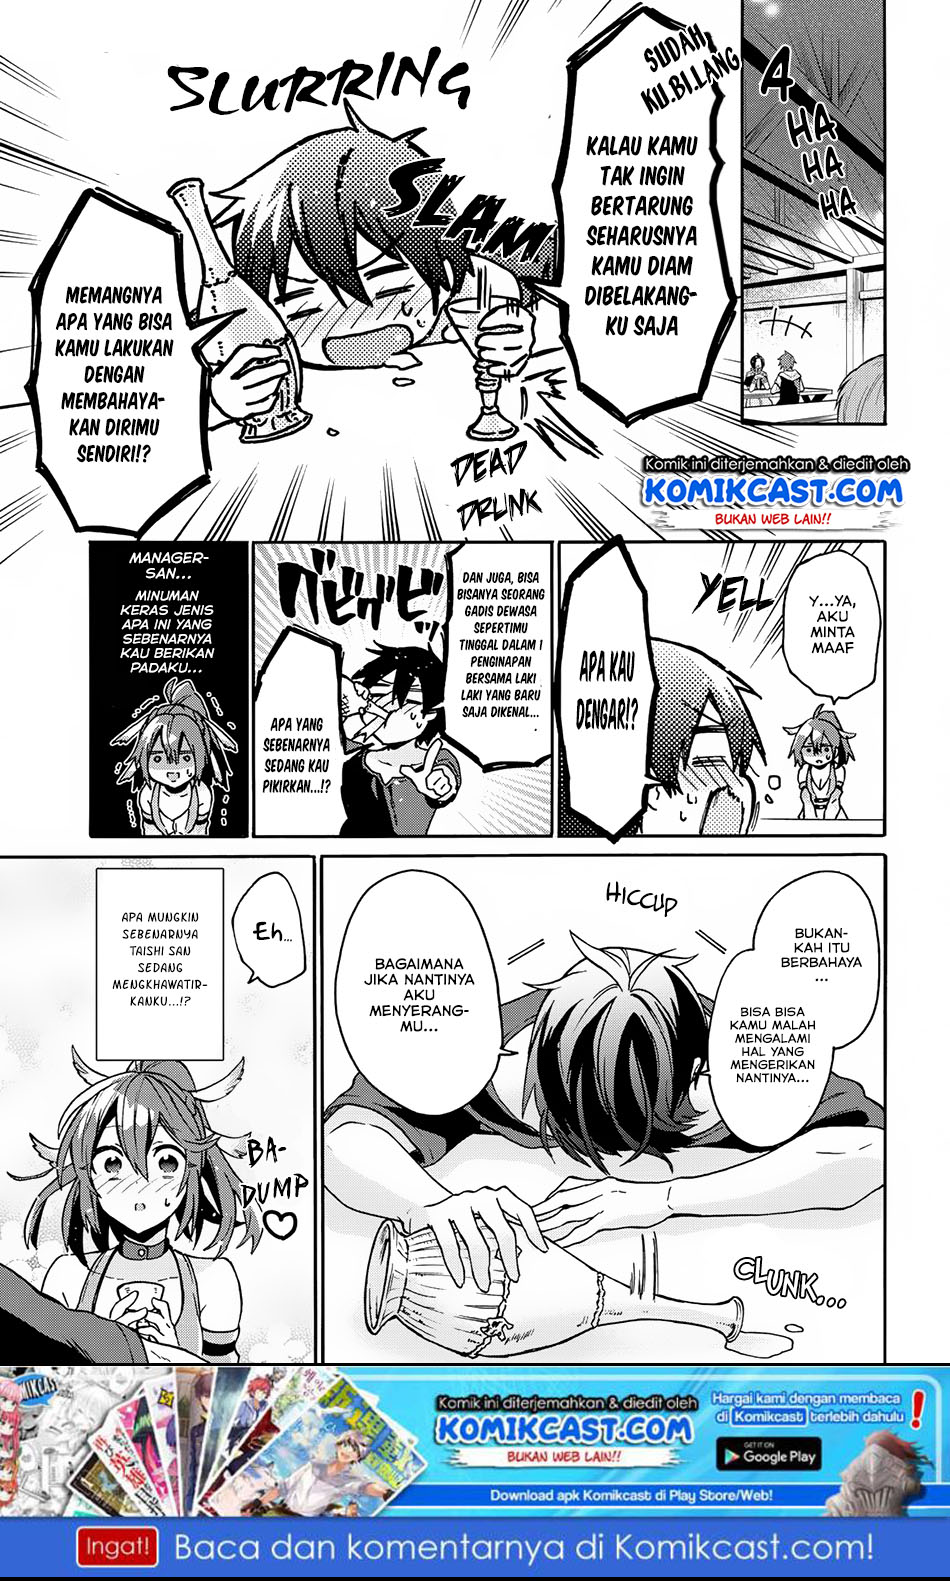 A
HA
HA
HA
SUDAH
KU.BI.LANG
KALAU KAMU
TAK INGIN
BERTARUNG
SEHARUSNYA
KAMU DIAM
DIBELAKANG-
KU SAJA
SLURRING
SLAM
MEMANGNYA
APA YANG BISA
KAMU LAKUKAN
DENGAN
MEMBAHAYA-
KAN DIRIMU
SENDIRI!?
DEAD
DRUNK
Komik ini diterjemahkan & diedit oleh
KOMIKCAST.COM
BUKAN WEB LAIN!!
Y...YA,
AKU
MINTA
MAAF
YELL
APA KAU
DENGAR!?
DAN JUGA, BISA
BISANYA SEORANG
GADIS DEWASA
SEPERTIMU
TINGGAL DALAM 1
PENGINAPAN
BERSAMA LAKI
LAKI YANG BARU
SAJA DIKENAL...
APA YANG
SEBENARNYA
SEDANG KAU
PIKIRKAN...!?
MANAGER-
SAN...
MINUMAN
KERAS JENIS
APA INI YANG
SEBENARNYA
KAU BERIKAN
PADAKU...
HICCUP
BUKAN-
KAH ITU
BERBAHAYA
...
BISA BISA
KAMU MALAH
MENGALAMI
HAL YANG
MENGERIKAN
NANTINYA...
BAGAIMANA
JIKA NANTINYA
AKU
MENYERANG-
MU...
CLUNK...
Eh...
APA MUNGKIN
SEBENARNYA
TAISHI SAN
SEDANG
MENGKHAWATIR-
KANKU...!?
BA-
DUMP
♡
Komik ini diterjemahkan & diedit oleh
KOMIKCAST.COM
BUKAN WEB LAIN!!
Hargai kami dengan membaca
di Komikcast terlebih dahulu
!
GET IT ON
Google Play
Download apk Komikcast di Play Store/Web!
Ingat! Baca dan komentarnya di Komikcast.com!